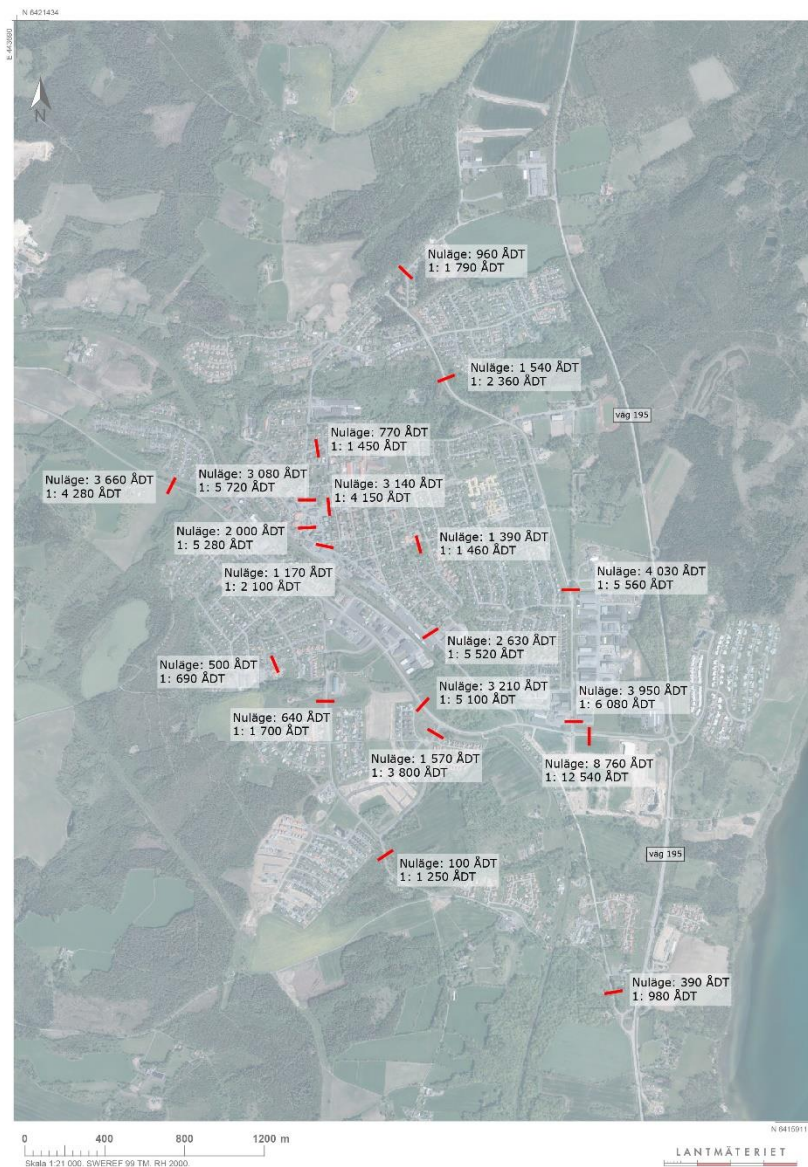 N 6421434
E 443890
N
Nuläge: 960 ÅDT
1: 1 790 ÅDT
Nuläge: 1 540 ÅDT
1: 2 360 ÅDT
väg 195
Nuläge: 770 ÅDT
1: 1 450 ÅDT
Nuläge: 3 660 ÅDT
1: 4 280 ÅDT
Nuläge: 3 080 ÅDT
1: 5 720 ÅDT
Nuläge: 3 140 ÅDT
1: 4 150 ÅDT
Nuläge: 2 000 ÅDT
1: 5 280 ÅDT
Nuläge: 1 390 ÅDT
1: 1 460 ÅDT
Nuläge: 1 170 ÅDT
1: 2 100 ÅDT
Nuläge: 4 030 ÅDT
1: 5 560 ÅDT
Nuläge: 2 630 ÅDT
1: 5 520 ÅDT
Nuläge: 500 ÅDT
1: 690 ÅDT
Nuläge: 3 210 ÅDT
1: 5 100 ÅDT
Nuläge: 3 950 ÅDT
1: 6 080 ÅDT
Nuläge: 640 ÅDT
1: 1 700 ÅDT
Nuläge: 1 570 ÅDT
1: 3 800 ÅDT
Nuläge: 8 760 ÅDT
1: 12 540 ÅDT
väg 195
Nuläge: 100 ÅDT
1: 1 250 ÅDT
Nuläge: 390 ÅDT
1: 980 ÅDT
N 6415911
0 400 800 1200 m
Skala 1:21 000, SWEREF 99 TM, RH 2000.
LANTMÄTERIET